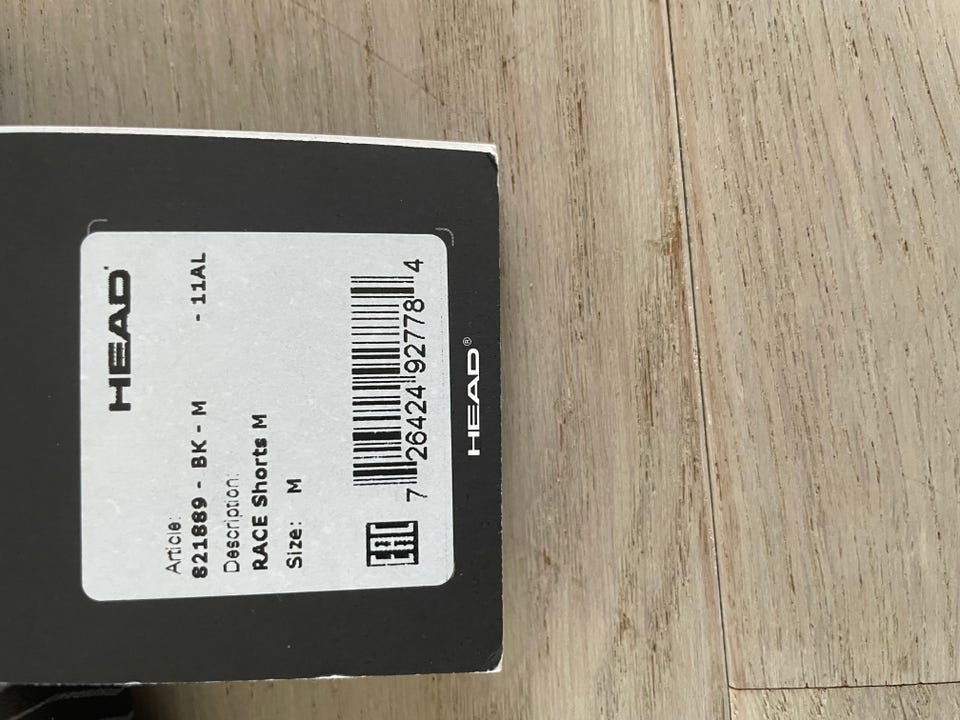 HEAD
Article:
821889 - BK - M - 11AL
Description:
RACE Shorts M
Size: M
EAC
7 26424 92778 4
HEAD®